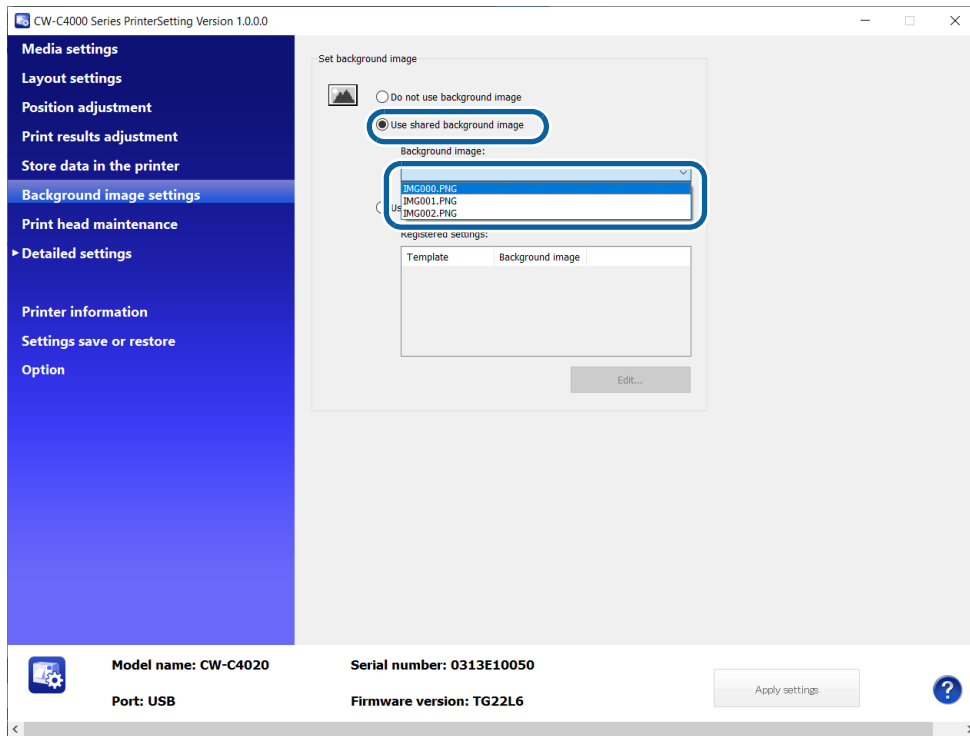 CW-C4000 Series PrinterSetting Version 1.0.0.0
Media settings
Layout settings
Position adjustment
Print results adjustment
Store data in the printer
Background image settings
Print head maintenance
Detailed settings
Printer information
Settings save or restore
Option
Set background image
Do not use background image
Use shared background image
Background image:
IMG000.PNG
IMG001.PNG
IMG002.PNG
Registered settings:
Template Background image
Edit...
Model name: CW-C4020 Serial number: 0313E10050
Port: USB Firmware version: TG22L6
Apply settings
?